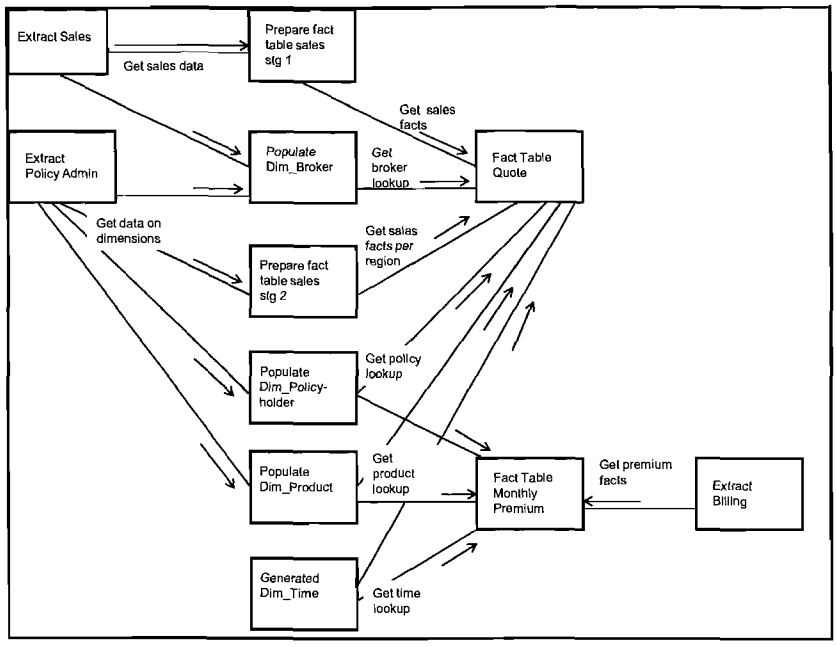 Extract Sales
Get sales data
Prepare fact
table sales
stg 1
Get sales
facts
Extract
Policy Admin
Populate
Dim_Broker
Get
broker
lookup
Fact Table
Quote
Get data on
dimensions
Prepare fact
table sales
stg 2
Get salas
facts per
region
Populate
Dim_Policy-
holder
Get policy
lookup
Populate
Dim_Product
Get
product
lookup
Fact Table
Monthly
Premium
Get premium
facts
Extract
Billing
Generated
Dim_Time
Get time
lookup